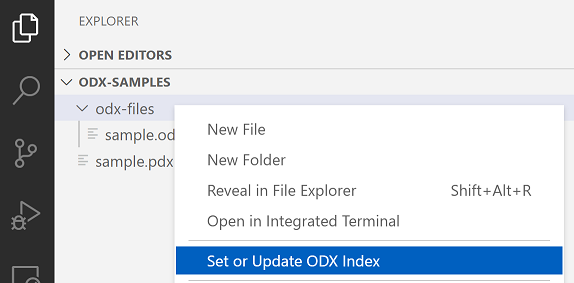 EXPLORER
OPEN EDITORS
ODX-SAMPLES
odx-files
sample.od
sample.pdx
New File
New Folder
Reveal in File Explorer Shift+Alt+R
Open in Integrated Terminal
Set or Update ODX Index